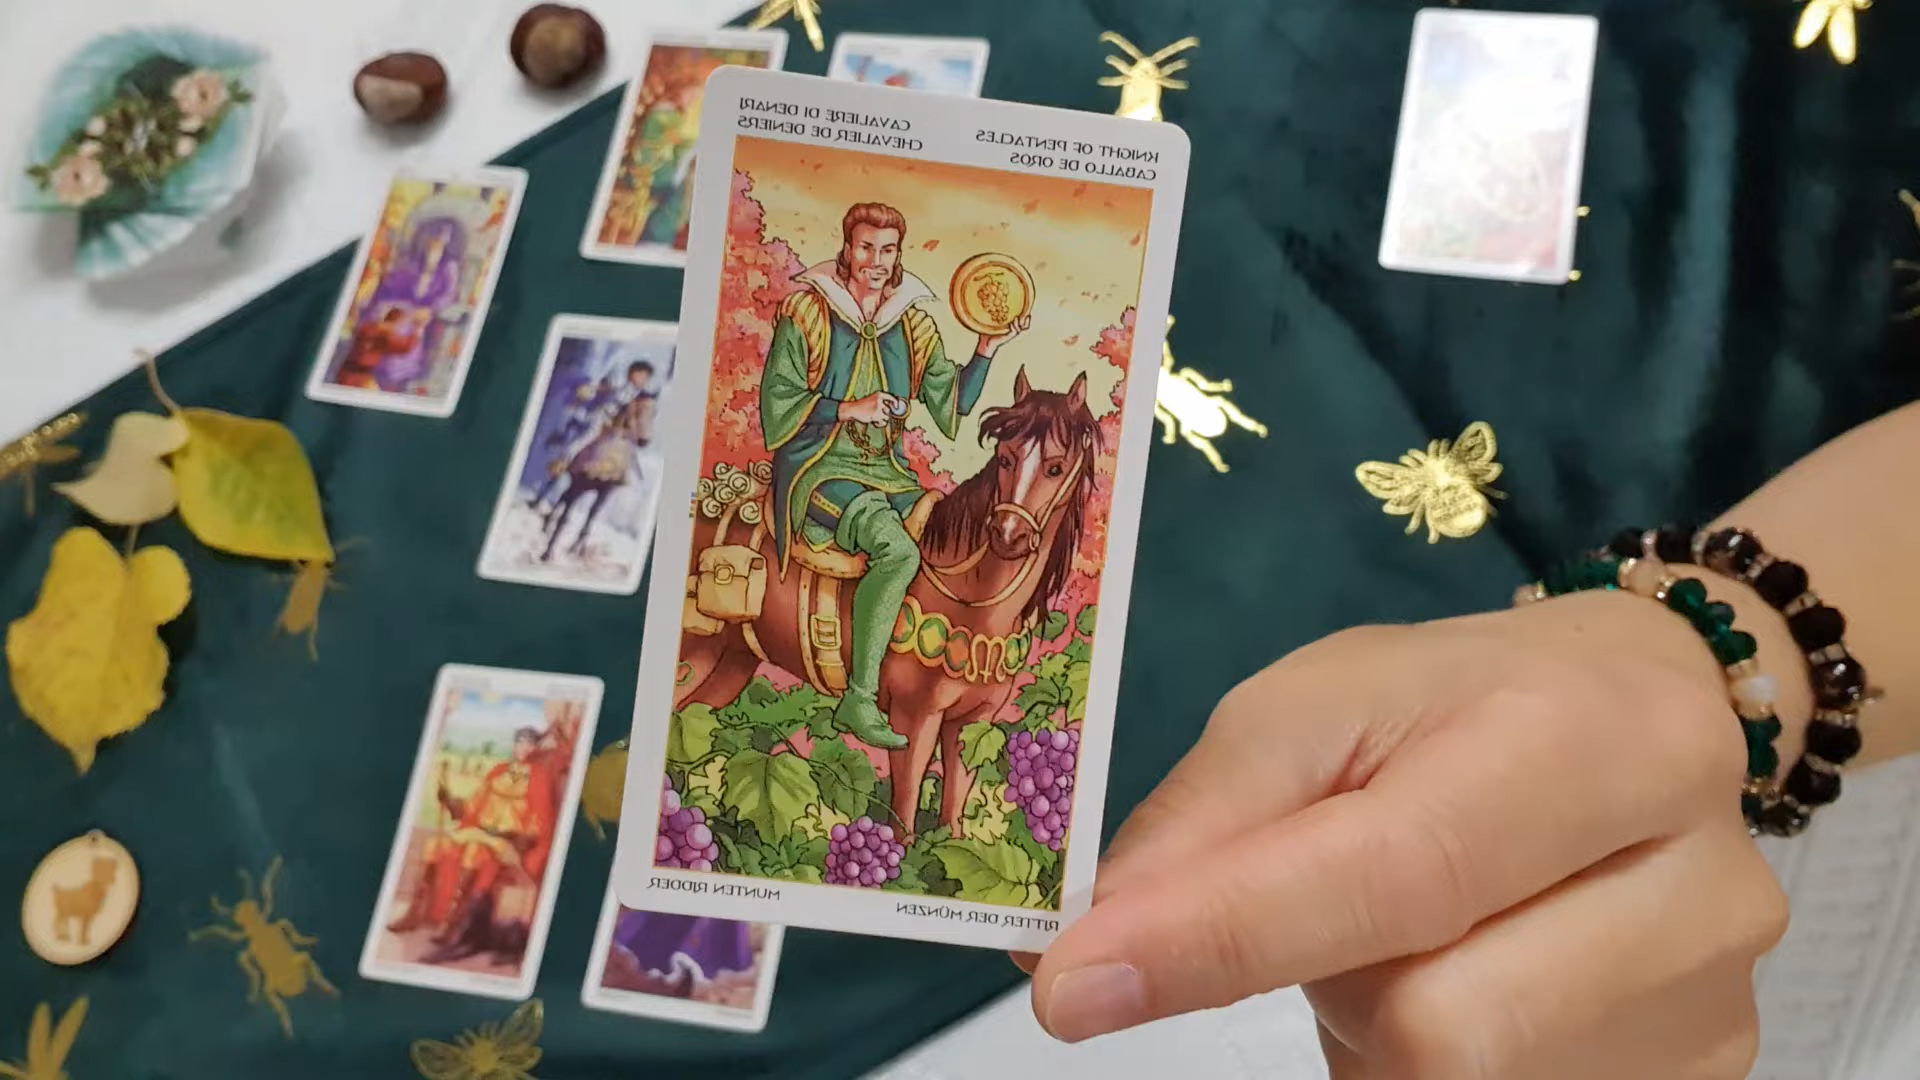 KNIGHT OF PENTACLES
CABALLO DE OROS
CAVALIERE DI DENARI
CHEVALIER DE DENIERS
RITTER DER MÜNZEN
MUNTEN RIDDER